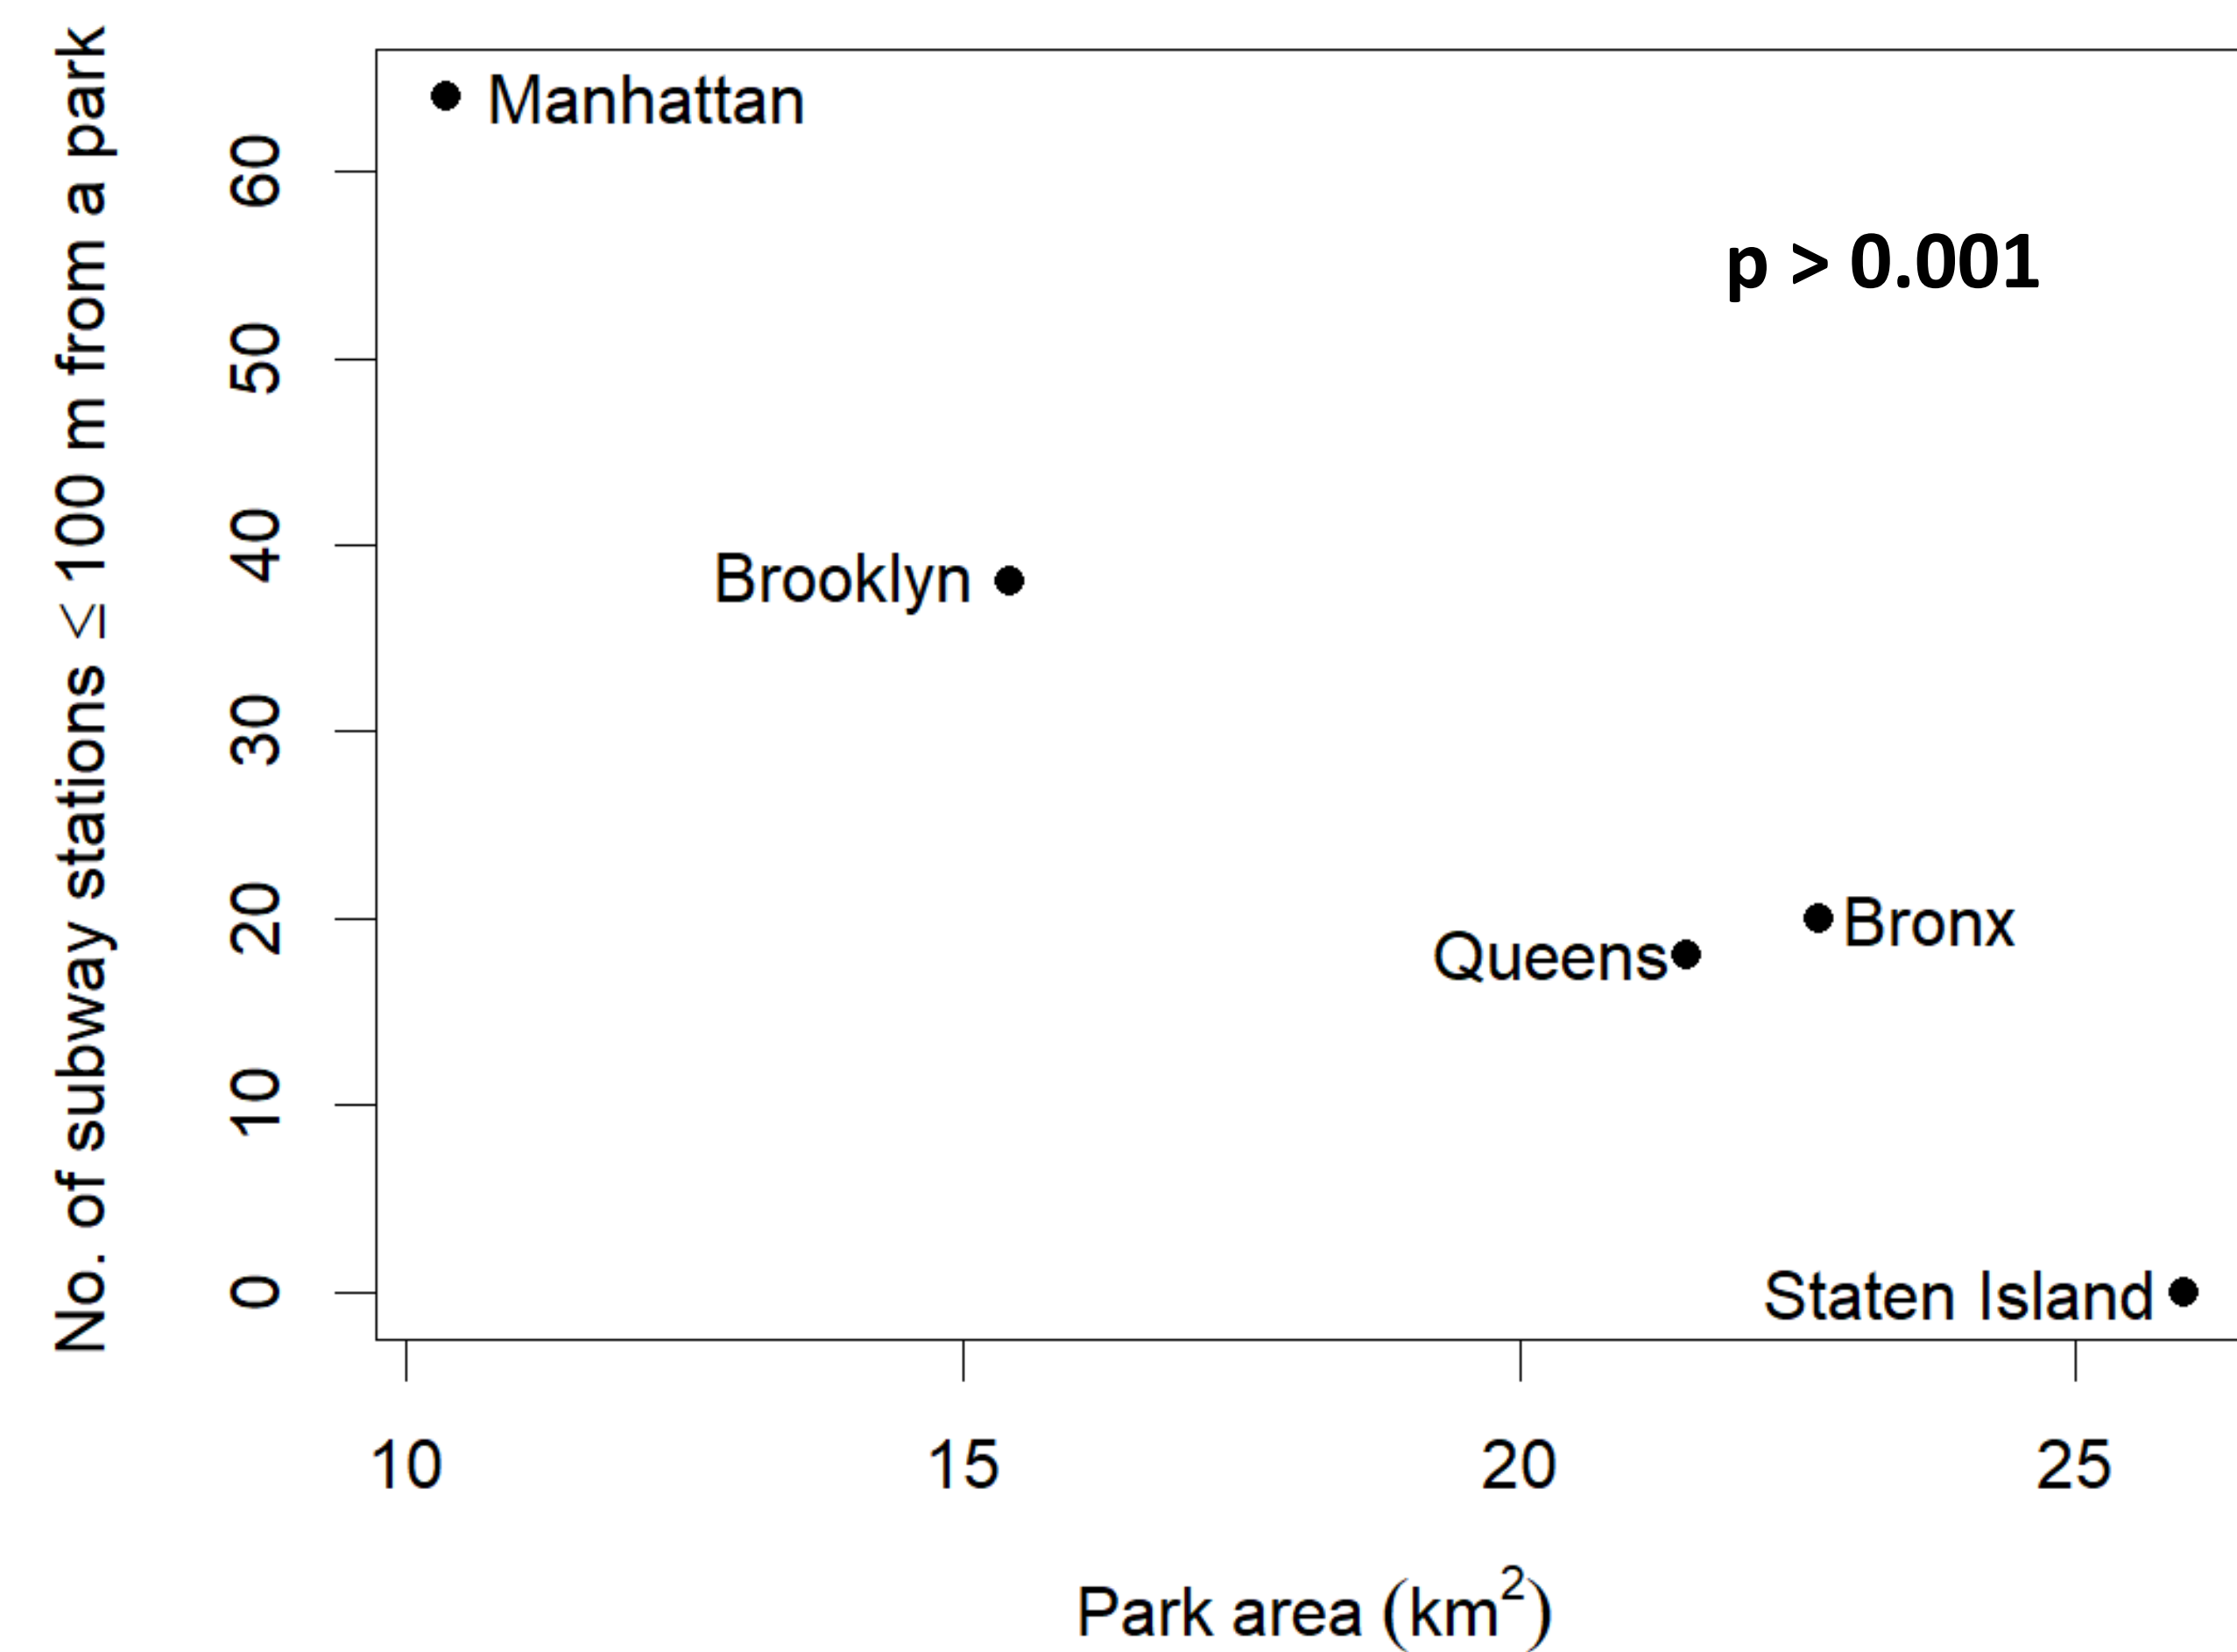 No. of subway stations ≤ 100 m from a park
60
50
40
30
20
10
0
Manhattan
p > 0.001
Brooklyn
Bronx
Queens
Staten Island
10 15 20 25
Park area (km²)